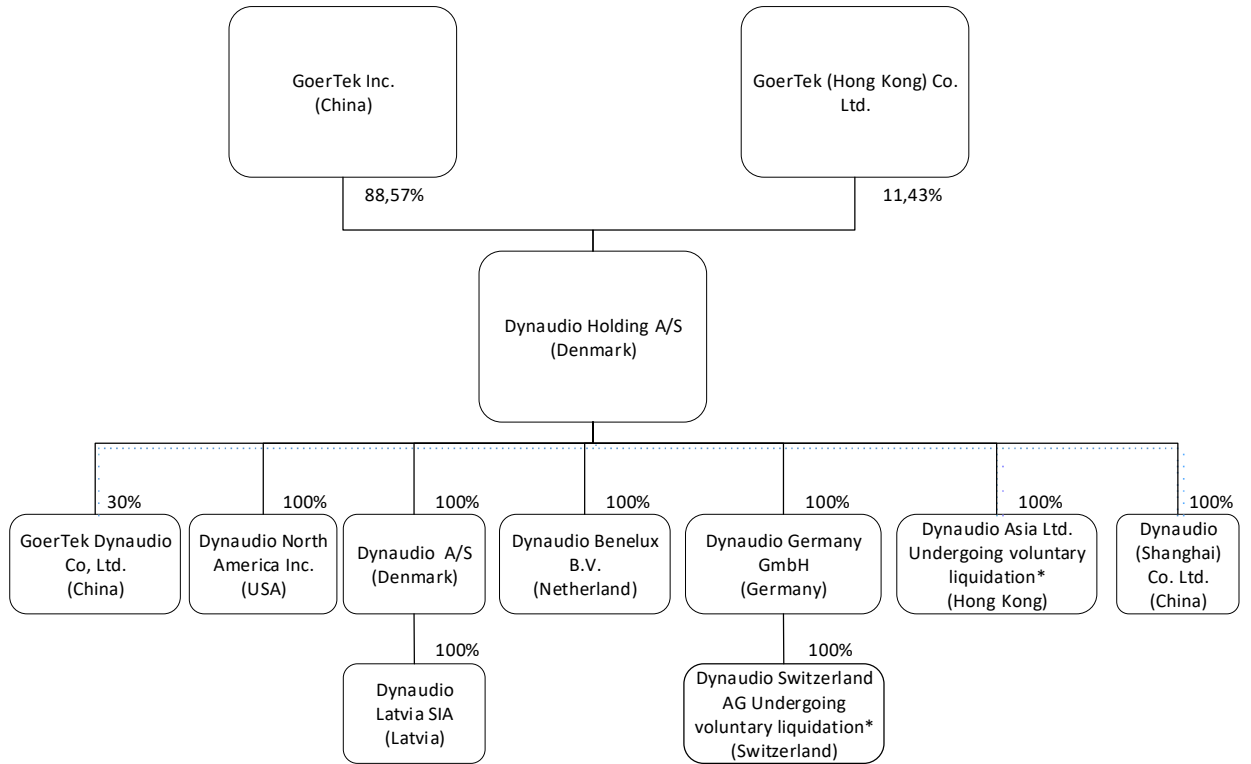 GoerTek Inc.
(China)
GoerTek (Hong Kong) Co.
Ltd.
88,57%
11,43%
Dynaudio Holding A/S
(Denmark)
30%
100%
100%
100%
100%
100%
100%
GoerTek Dynaudio
Co, Ltd.
(China)
Dynaudio North
America Inc.
(USA)
Dynaudio A/S
(Denmark)
Dynaudio Benelux
B.V.
(Netherland)
Dynaudio Germany
GmbH
(Germany)
Dynaudio Asia Ltd.
Undergoing voluntary
liquidation*
(Hong Kong)
Dynaudio
(Shanghai)
Co. Ltd.
(China)
100%
100%
Dynaudio
Latvia SIA
(Latvia)
Dynaudio Switzerland
AG Undergoing
voluntary liquidation*
(Switzerland)